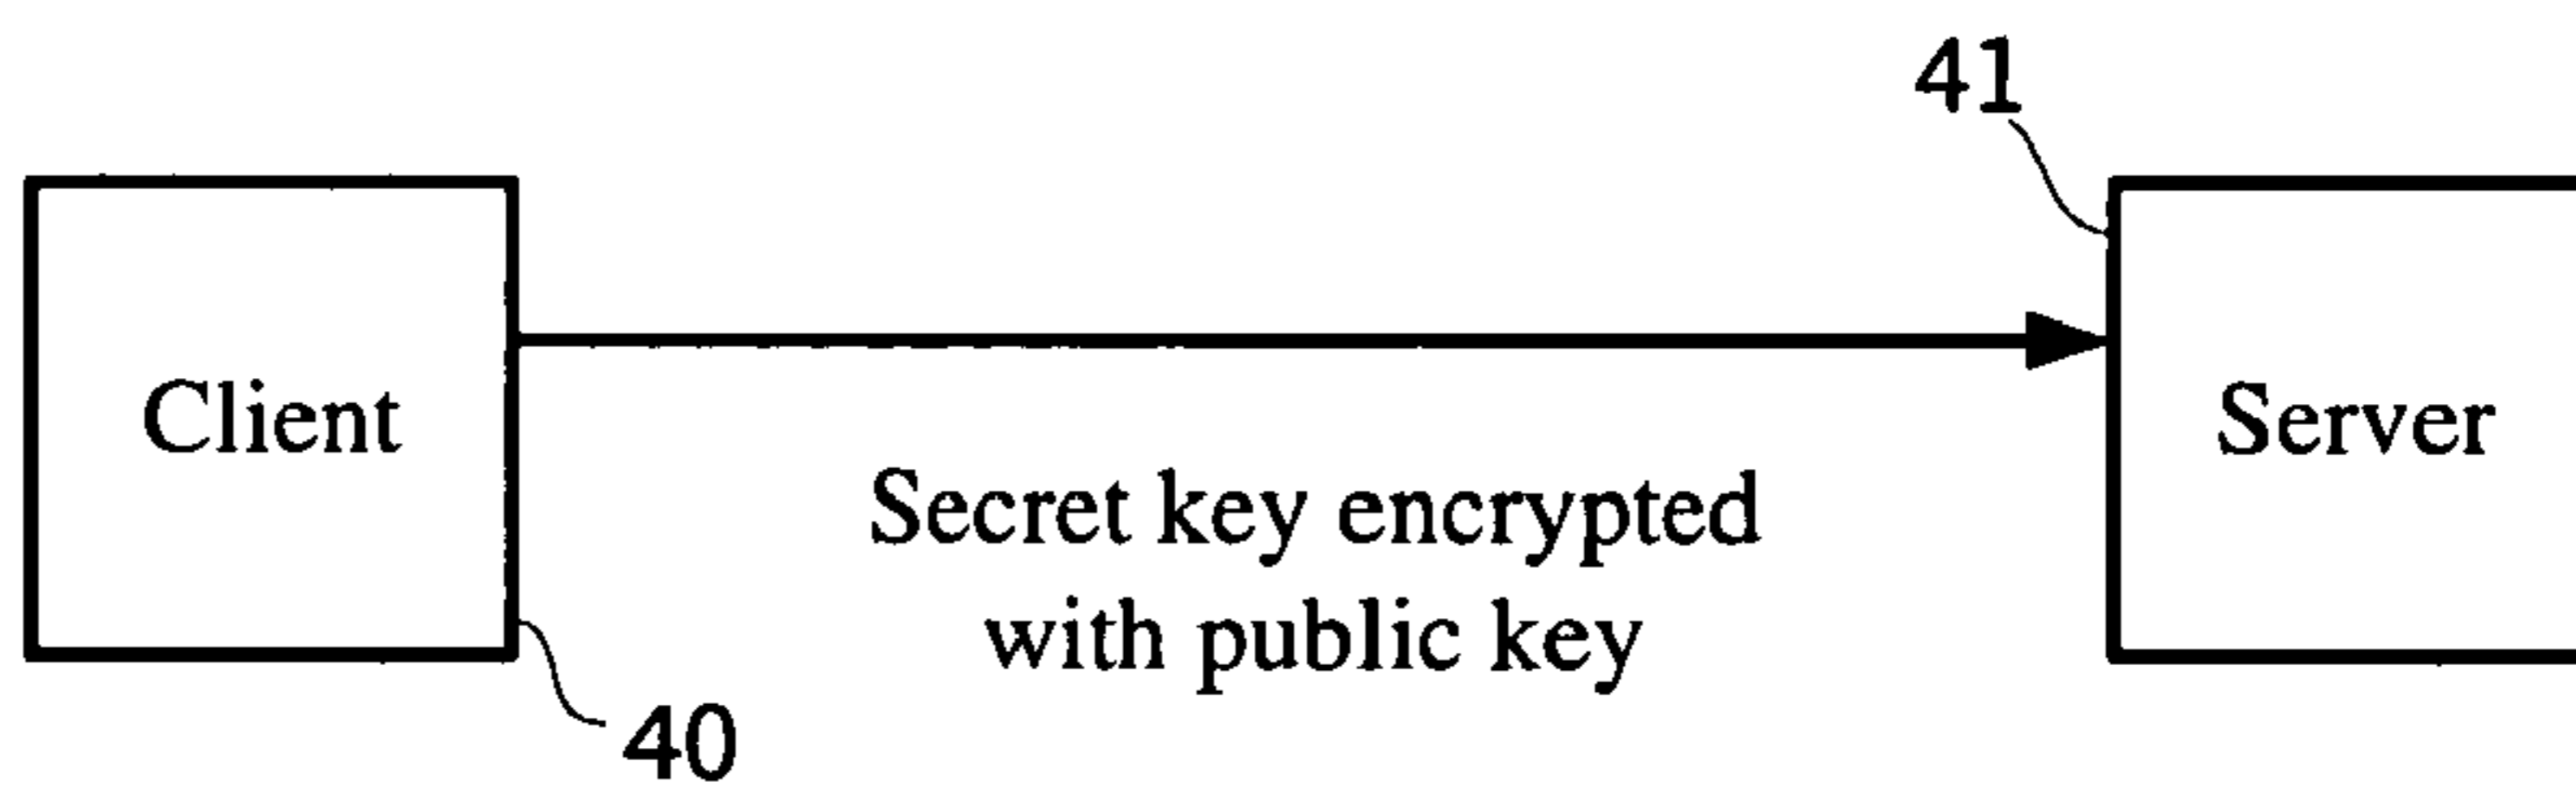 41
Client
Server
Secret key encrypted
with public key
40